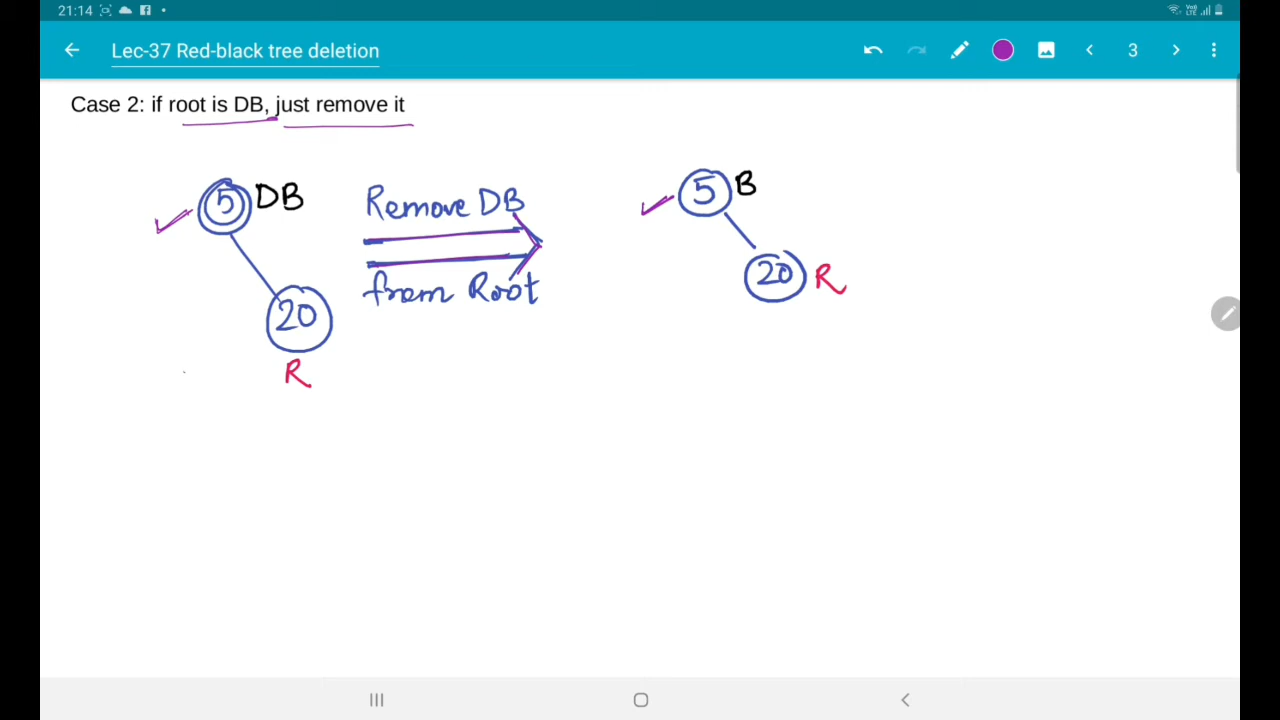 21:14
Lec-37 Red-black tree deletion
3
Case 2: if root is DB, just remove it
5 DB
Remove DB
from Root
20
R
5 B
20 R